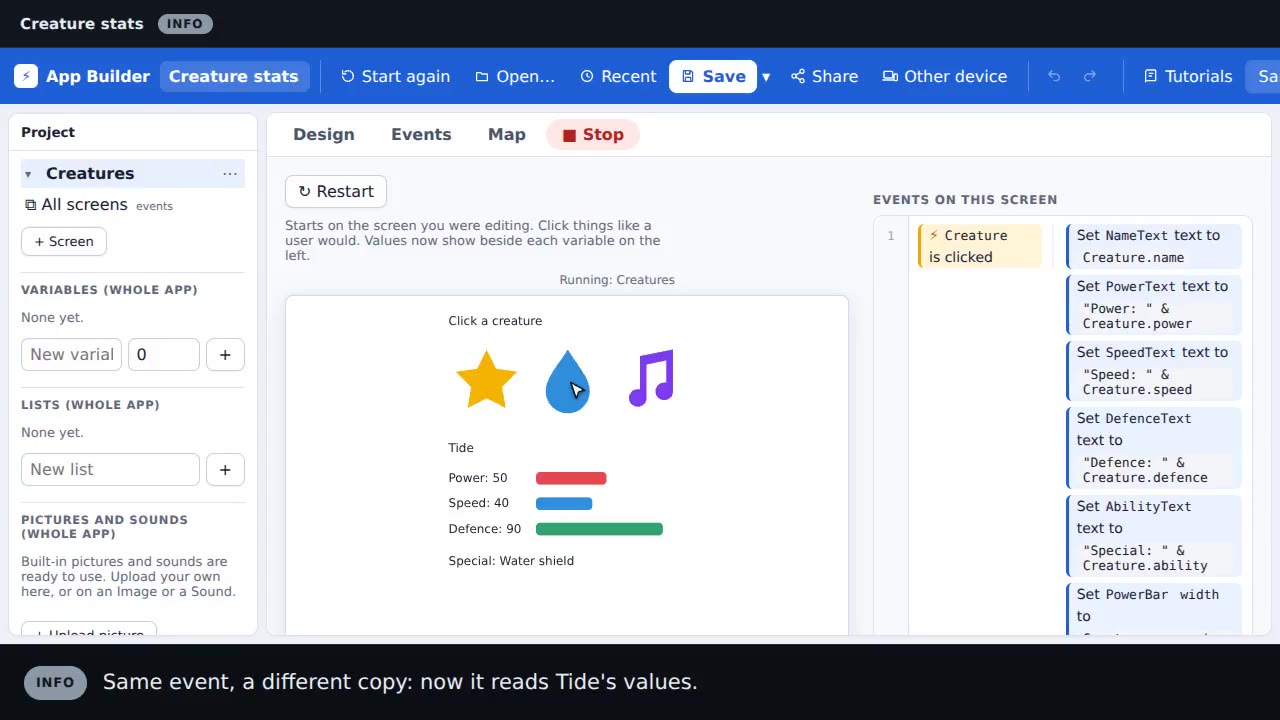 Creature stats INFO
App Builder Creature stats Start again Open... Recent Save ▾ Share Other device Tutorials
Project
▾ Creatures ...
All screens events
+ Screen
VARIABLES (WHOLE APP)
None yet.
New varial 0 +
LISTS (WHOLE APP)
None yet.
New list +
PICTURES AND SOUNDS
(WHOLE APP)
Built-in pictures and sounds are
ready to use. Upload your own
here, or on an Image or a Sound.
+ Upload picture
Design Events Map Stop
↻ Restart
Starts on the screen you were editing. Click things like a
user would. Values now show beside each variable on the
left.
Running: Creatures
Click a creature
Tide
Power: 50
Speed: 40
Defence: 90
Special: Water shield
EVENTS ON THIS SCREEN
1
⚡ Creature
is clicked
Set NameText text to
Creature.name
Set PowerText text to
"Power: " &
Creature.power
Set SpeedText text to
"Speed: " &
Creature.speed
Set DefenceText
text to
"Defence: " &
Creature.defence
Set AbilityText
text to
"Special: " &
Creature.ability
Set PowerBar width
to
INFO Same event, a different copy: now it reads Tide's values.